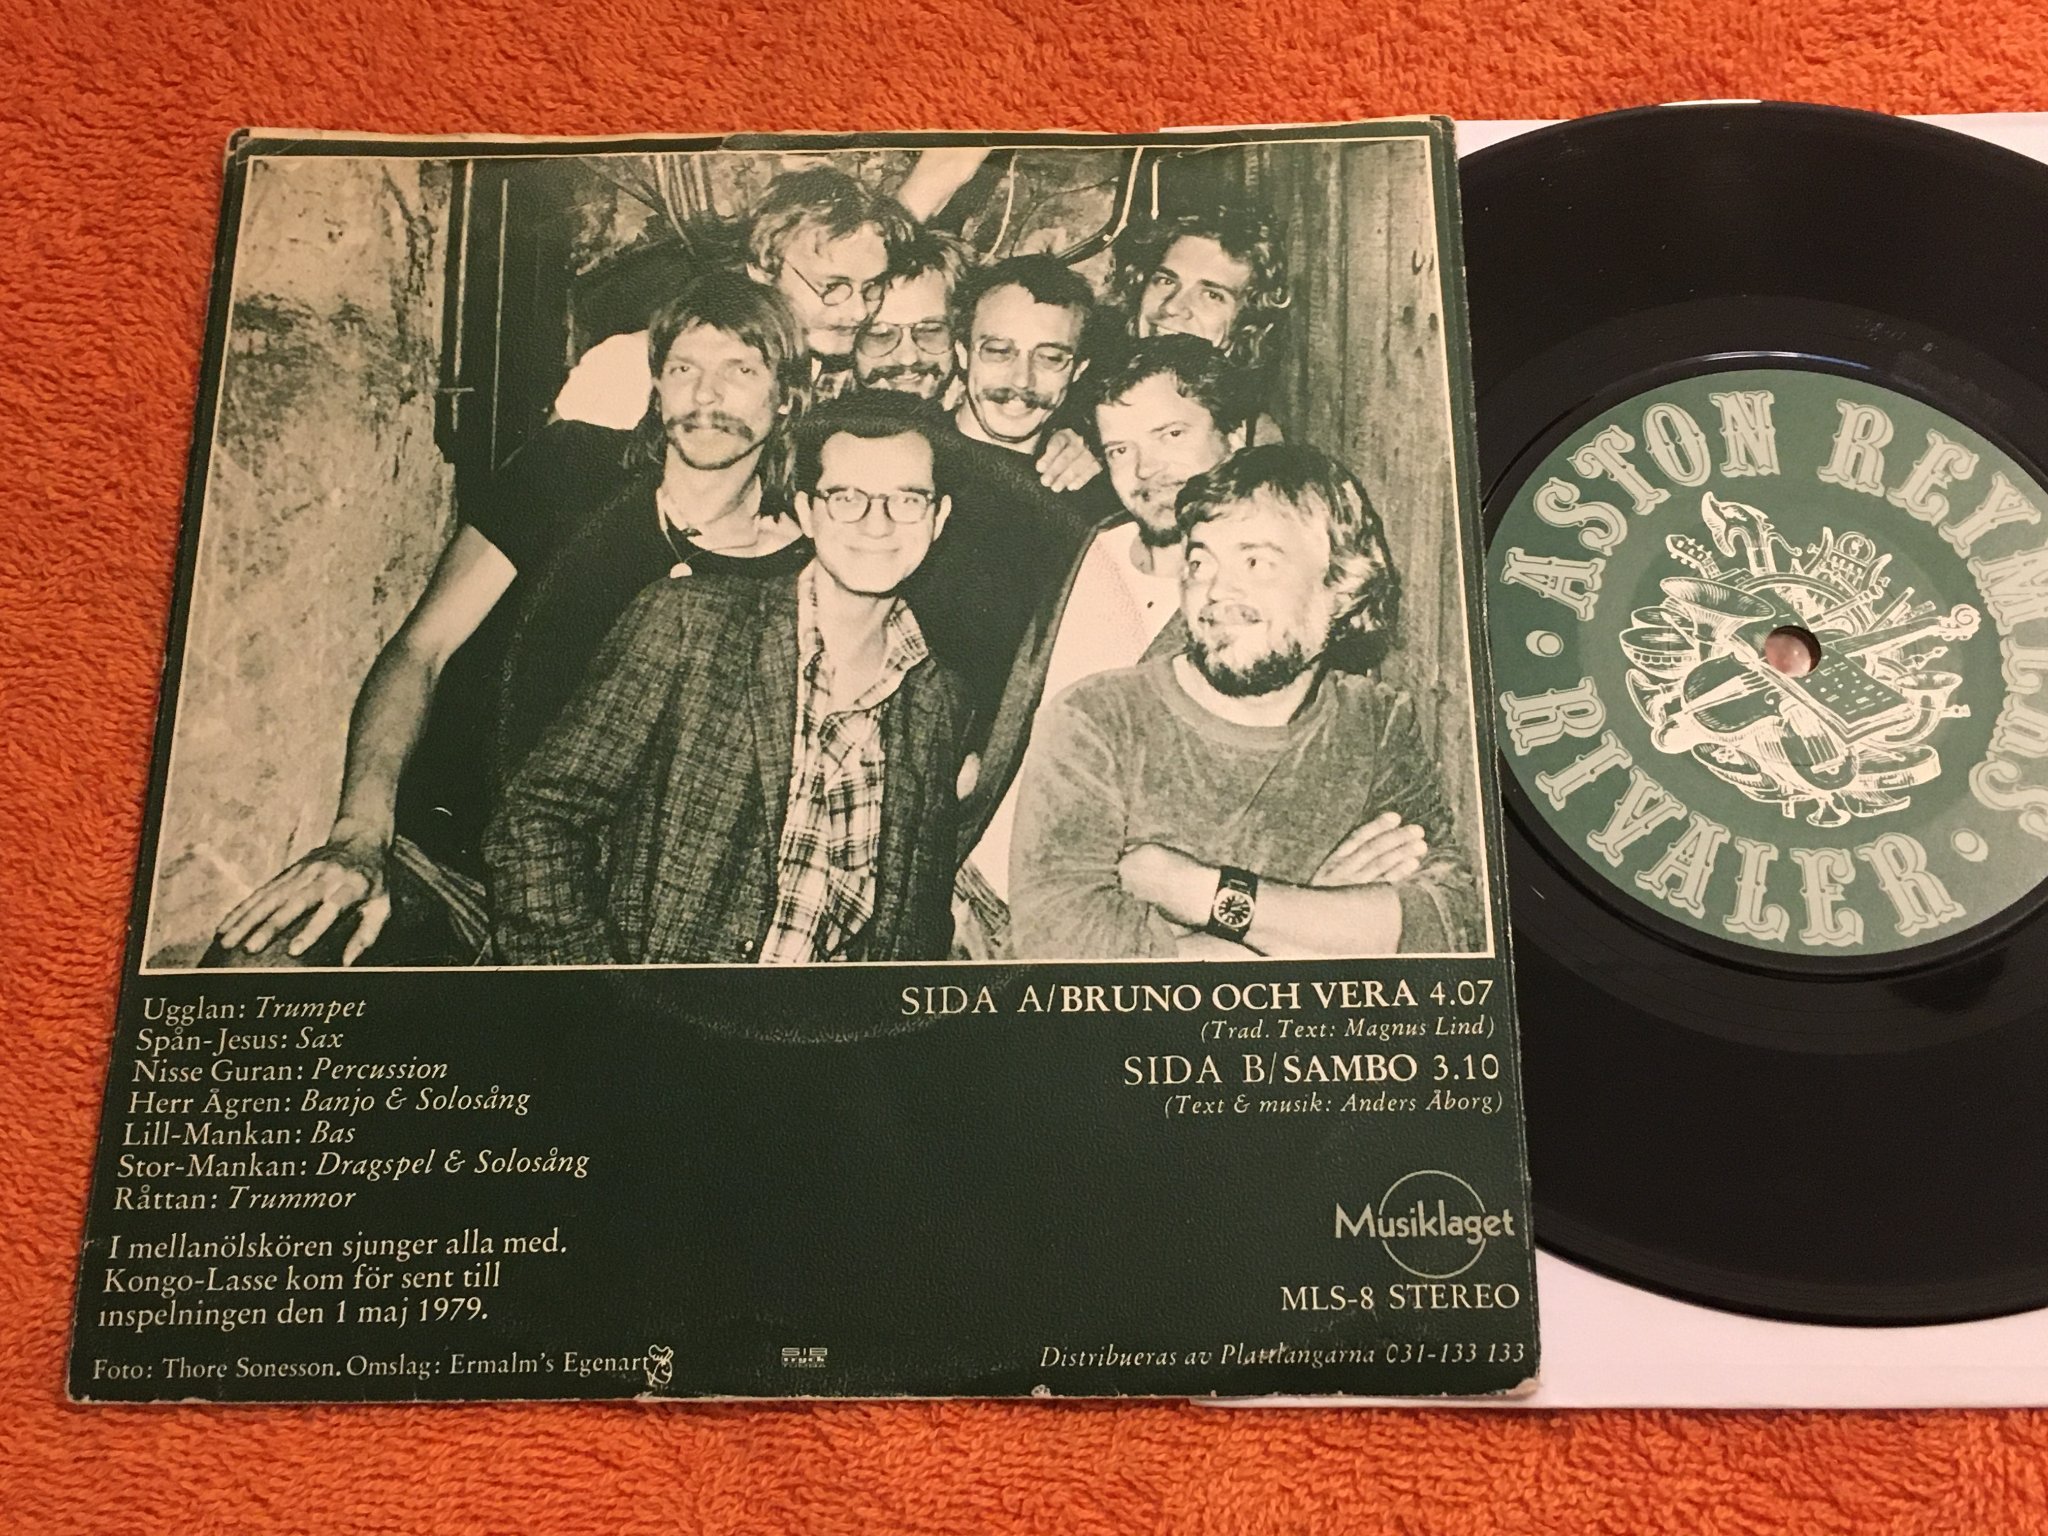 Ugglan: Trumpet
Spån-Jesus: Sax
Nisse Guran: Percussion
Herr Ågren: Banjo & Solosång
Lill-Mankan: Bas
Stor-Mankan: Dragspel & Solosång
Råttan: Trummor
I mellanölskören sjunger alla med.
Kongo-Lasse kom för sent till
inspelningen den 1 maj 1979.
Foto: Thore Sonesson. Omslag: Ermalm's Egenart
SIB
tryck
SIDA A/BRUNO OCH VERA 4.07
(Trad. Text: Magnus Lind)
SIDA B/SAMBO 3.10
(Text & musik: Anders Åborg)
Musiklaget
MLS-8 STEREO
Distribueras av Plattlangarna 031-133 133
ASTON REYMERS
RIVALER